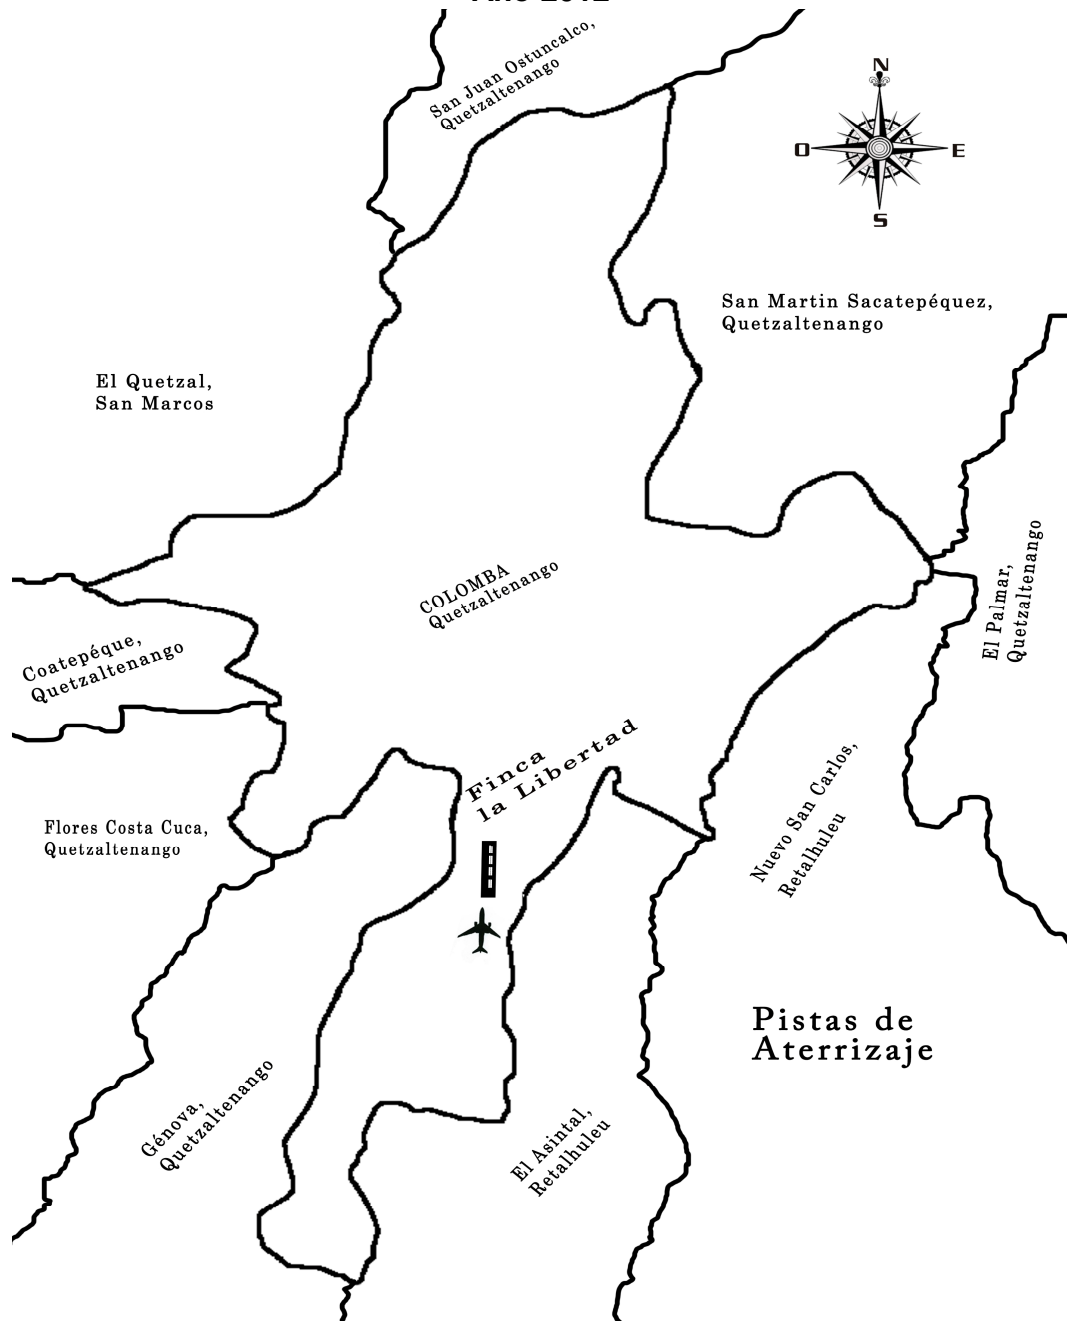 San Juan Ostuncalco,
Quetzaltenango
N
O
E
S
San Martin Sacatepéquez,
Quetzaltenango
El Quetzal,
San Marcos
COLOMBA
Quetzaltenango
El Palmar,
Quetzaltenango
Coatepéque,
Quetzaltenango
Finca
la Libertad
Flores Costa Cuca,
Quetzaltenango
Nuevo San Carlos,
Retalhuleu
Pistas de
Aterrizaje
Génova,
Quetzaltenango
El Asintal,
Retalhuleu